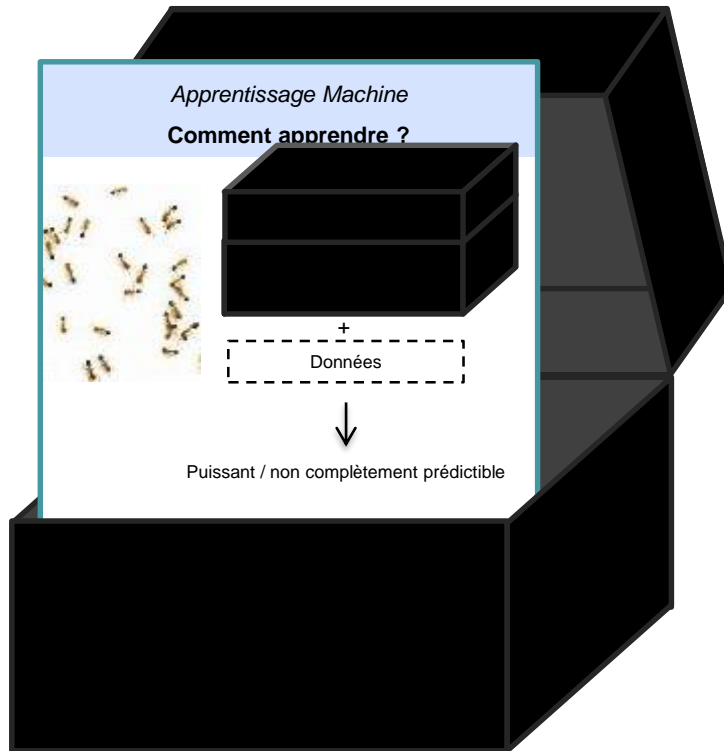 Apprentissage Machine
Comment apprendre ?
+
Données
Puissant / non complètement prédictible